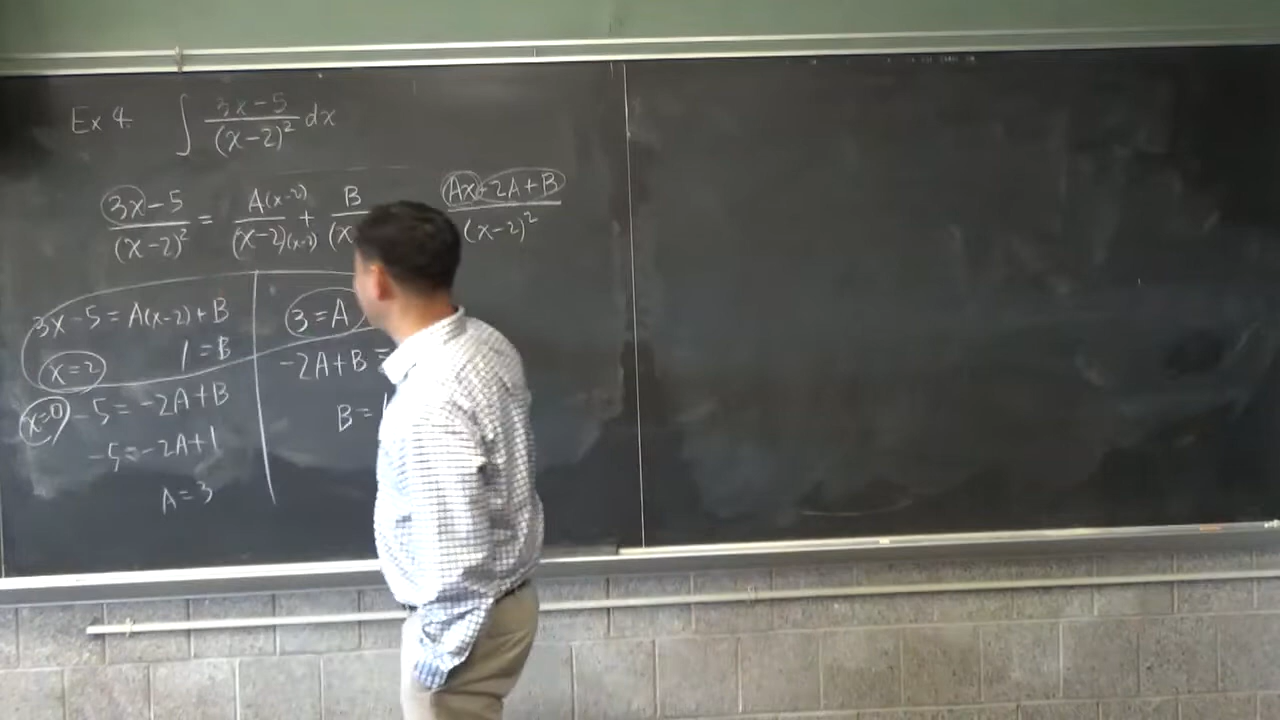 Ex 4. ∫ 3x-5 / (x-2)² dx
3x-5 / (x-2)² = A(x-2) / (x-2)(x-2) + B / (x Ax-2A+B / (x-2)²
3x-5 = A(x-2)+B
x=2 1=B
x=0 -5=-2A+B
-5=-2A+1
A=3
3=A
-2A+B=
B=1